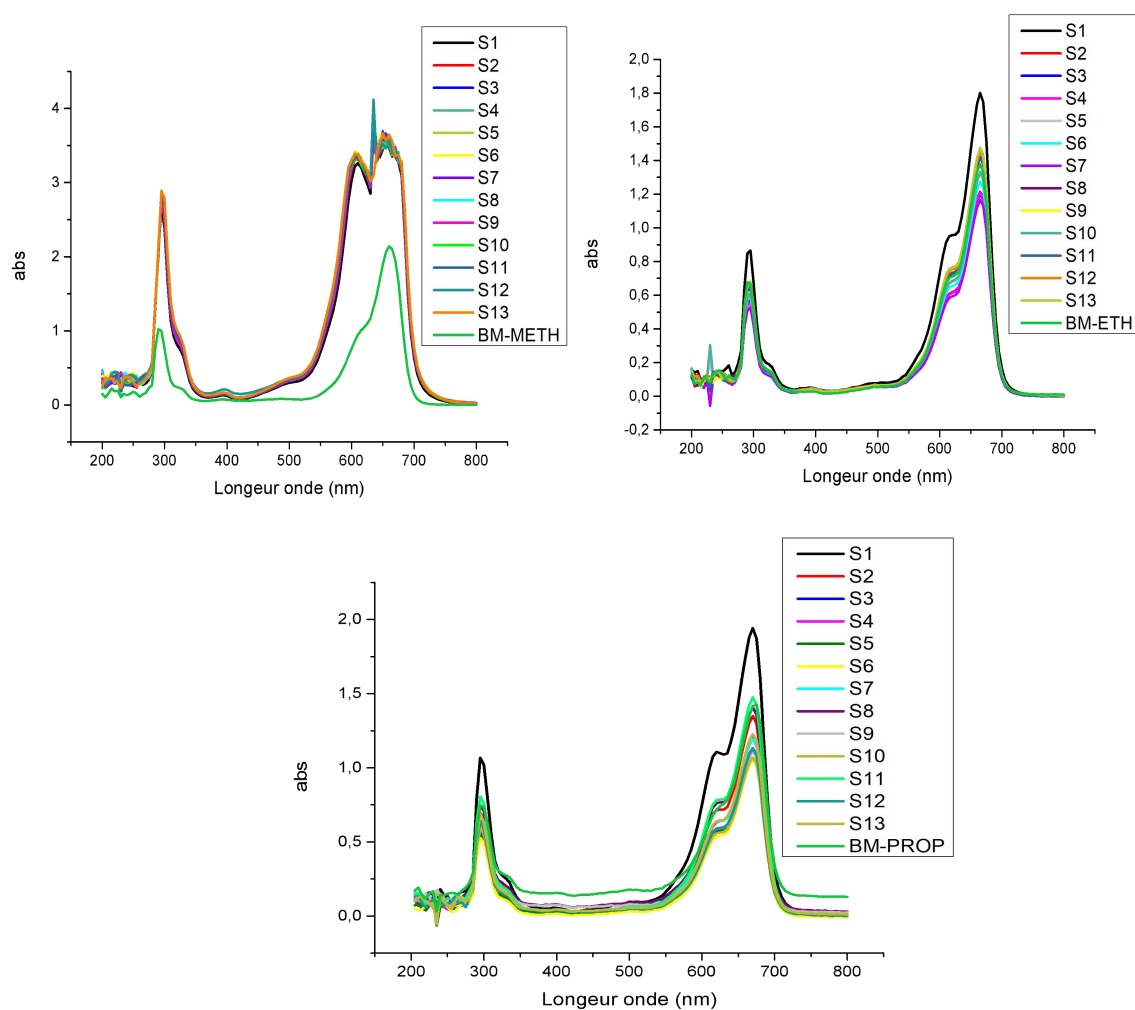 S1
S2
S3
S4
S5
S6
S7
S8
S9
S10
S11
S12
S13
BM-METH
abs
4
3
2
1
0
200 300 400 500 600 700 800
Longeur onde (nm)
S1
S2
S3
S4
S5
S6
S7
S8
S9
S10
S11
S12
S13
BM-ETH
abs
2,0
1,8
1,6
1,4
1,2
1,0
0,8
0,6
0,4
0,2
0,0
-0,2
200 300 400 500 600 700 800
Longeur onde (nm)
S1
S2
S3
S4
S5
S6
S7
S8
S9
S10
S11
S12
S13
BM-PROP
abs
2,0
1,5
1,0
0,5
0,0
200 300 400 500 600 700 800
Longeur onde (nm)